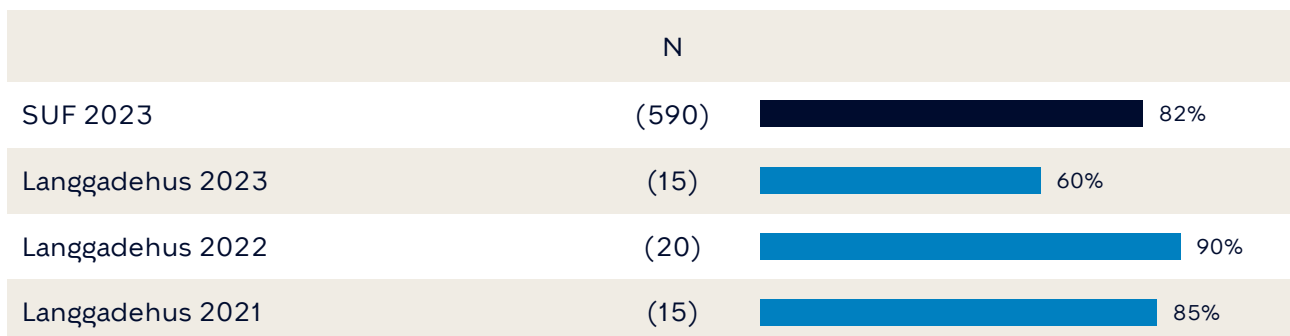 N
SUF 2023 (590) 82%
Langgadehus 2023 (15) 60%
Langgadehus 2022 (20) 90%
Langgadehus 2021 (15) 85%